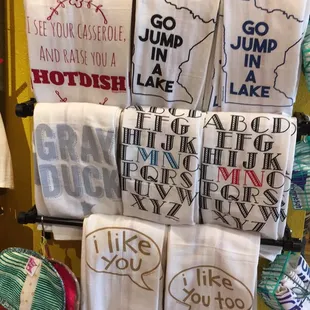 I SEE YOUR CASSEROLE,
AND RAISE YOU A
HOTDISH
GO
JUMP
IN A
LAKE
GO
JUMP
IN A
LAKE
GRAY
DUCK
ABCD
EFG
HIJK
LMNO
PQRS
TUVW
XYZ
ABCD
EFG
HIJK
LMNO
PQRS
TUVW
XYZ
i like
you
i like
you too